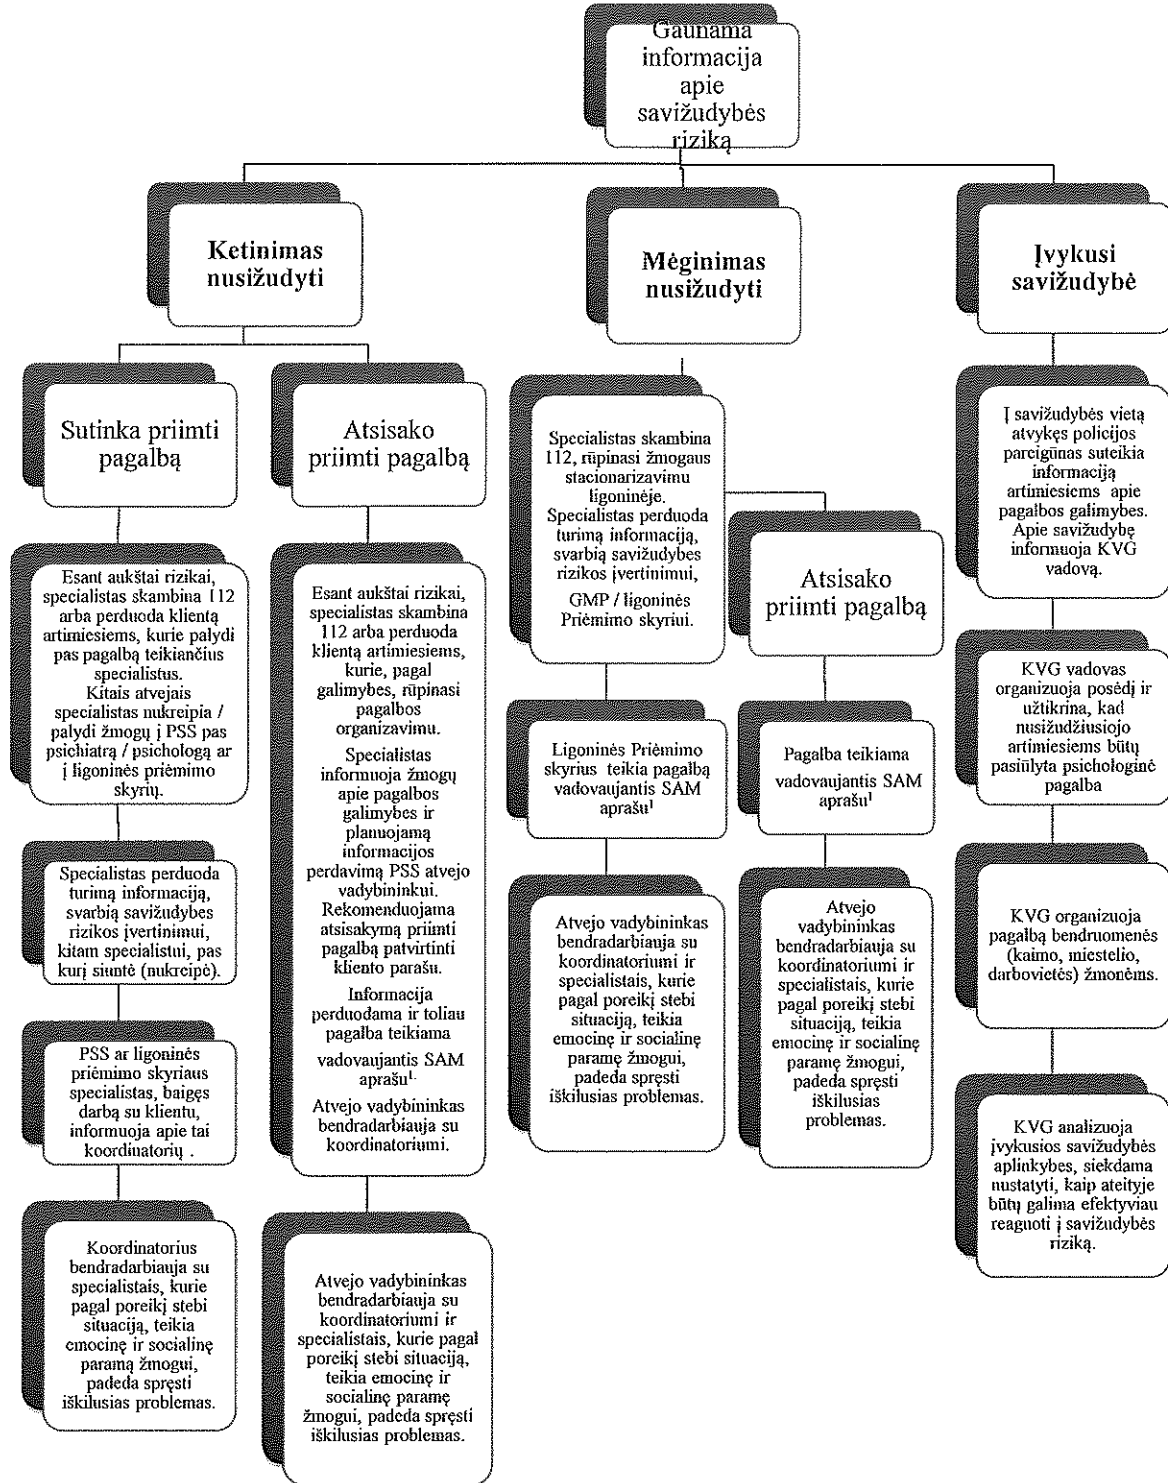 Gaunama
informacija
apie
savižudybės
riziką
Ketinimas
nusižudyti
Mėginimas
nusižudyti
Įvykusi
savižudybė
Sutinka priimti
pagalbą
Esant aukštai rizikai,
specialistas skambina 112
arba perduoda klientą
artimiesiems, kurie palydi
pas pagalbą teikiančius
specialistus.
Kitais atvejais
specialistas nukreipia /
palydi žmogų į PSS pas
psichiatrą / psichologą ar
į ligoninės priėmimo
skyrių.
Specialistas perduoda
turimą informaciją,
svarbią savižudybes
rizikos įvertinimui,
kitam specialistui, pas
kurį siuntė (nukreipė).
PSS ar ligoninės
priėmimo skyriaus
specialistas, baigęs
darbą su klientu,
informuoja apie tai
koordinatorių .
Koordinatorius
bendradarbiauja su
specialistais, kurie
pagal poreikį stebi
situaciją, teikia
emocinę ir socialinę
paramą žmogui,
padeda spręsti
iškilusias problemas.
Atsisako
priimti pagalbą
Esant aukštai rizikai,
specialistas skambina
112 arba perduoda
klientą artimiesiems,
kurie, pagal
galimybes, rūpinasi
pagalbos
organizavimu.
Specialistas
informuoja žmogų
apie pagalbos
galimybes ir
planuojamą
informacijos
perdavimą PSS atvejo
vadybininkui.
Rekomenduojama
atsisakymą priimti
pagalbą patvirtinti
kliento parašu.
Informacija
perduodama ir toliau
pagalba teikiama
vadovaujantis SAM
aprašu¹.
Atvejo vadybininkas
bendradarbiauja su
koordinatoriumi.
Atvejo vadybininkas
bendradarbiauja su
koordinatoriumi ir
specialistais, kurie pagal
poreikį stebi situaciją,
teikia emocinę ir
socialinę paramę
žmogui, padeda spręsti
iškilusias problemas.
Specialistas skambina
112, rūpinasi žmogaus
stacionarizavimu
ligoninėje.
Specialistas perduoda
turimą informaciją,
svarbią savižudybes
rizikos įvertinimui,
GMP / ligoninės
Priėmimo skyriui.
Ligoninės Priėmimo
skyrius teikia pagalbą
vadovaujantis SAM
aprašu¹
Atvejo vadybininkas
bendradarbiauja su
koordinatoriumi ir
specialistais, kurie
pagal poreikį stebi
situaciją, teikia
emocinę ir socialinę
paramę žmogui,
padeda spręsti
iškilusias problemas.
Atsisako
priimti pagalbą
Pagalba teikiama
vadovaujantis SAM
aprašu¹
Atvejo
vadybininkas
bendradarbiauja su
koordinatoriumi ir
specialistais, kurie
pagal poreikį stebi
situaciją, teikia
emocinę ir socialinę
paramę žmogui,
padeda spręsti
iškilusias
problemas.
Į savižudybės vietą
atvykęs policijos
pareigūnas suteikia
informaciją
artimiesiems apie
pagalbos galimybes.
Apie savižudybę
informuoja KVG
vadovą.
KVG vadovas
organizuoja posėdį ir
užtikrina, kad
nusižudžiusiojo
artimiesiems būtų
pasiūlyta psichologinė
pagalba
KVG organizuoja
pagalbą bendruomenės
(kaimo, miestelio,
darbovietės) žmonėms.
KVG analizuoja
įvykusios savižudybės
aplinkybes, siekdama
nustatyti, kaip ateityje
būtų galima efektyviau
reaguoti į savižudybės
riziką.